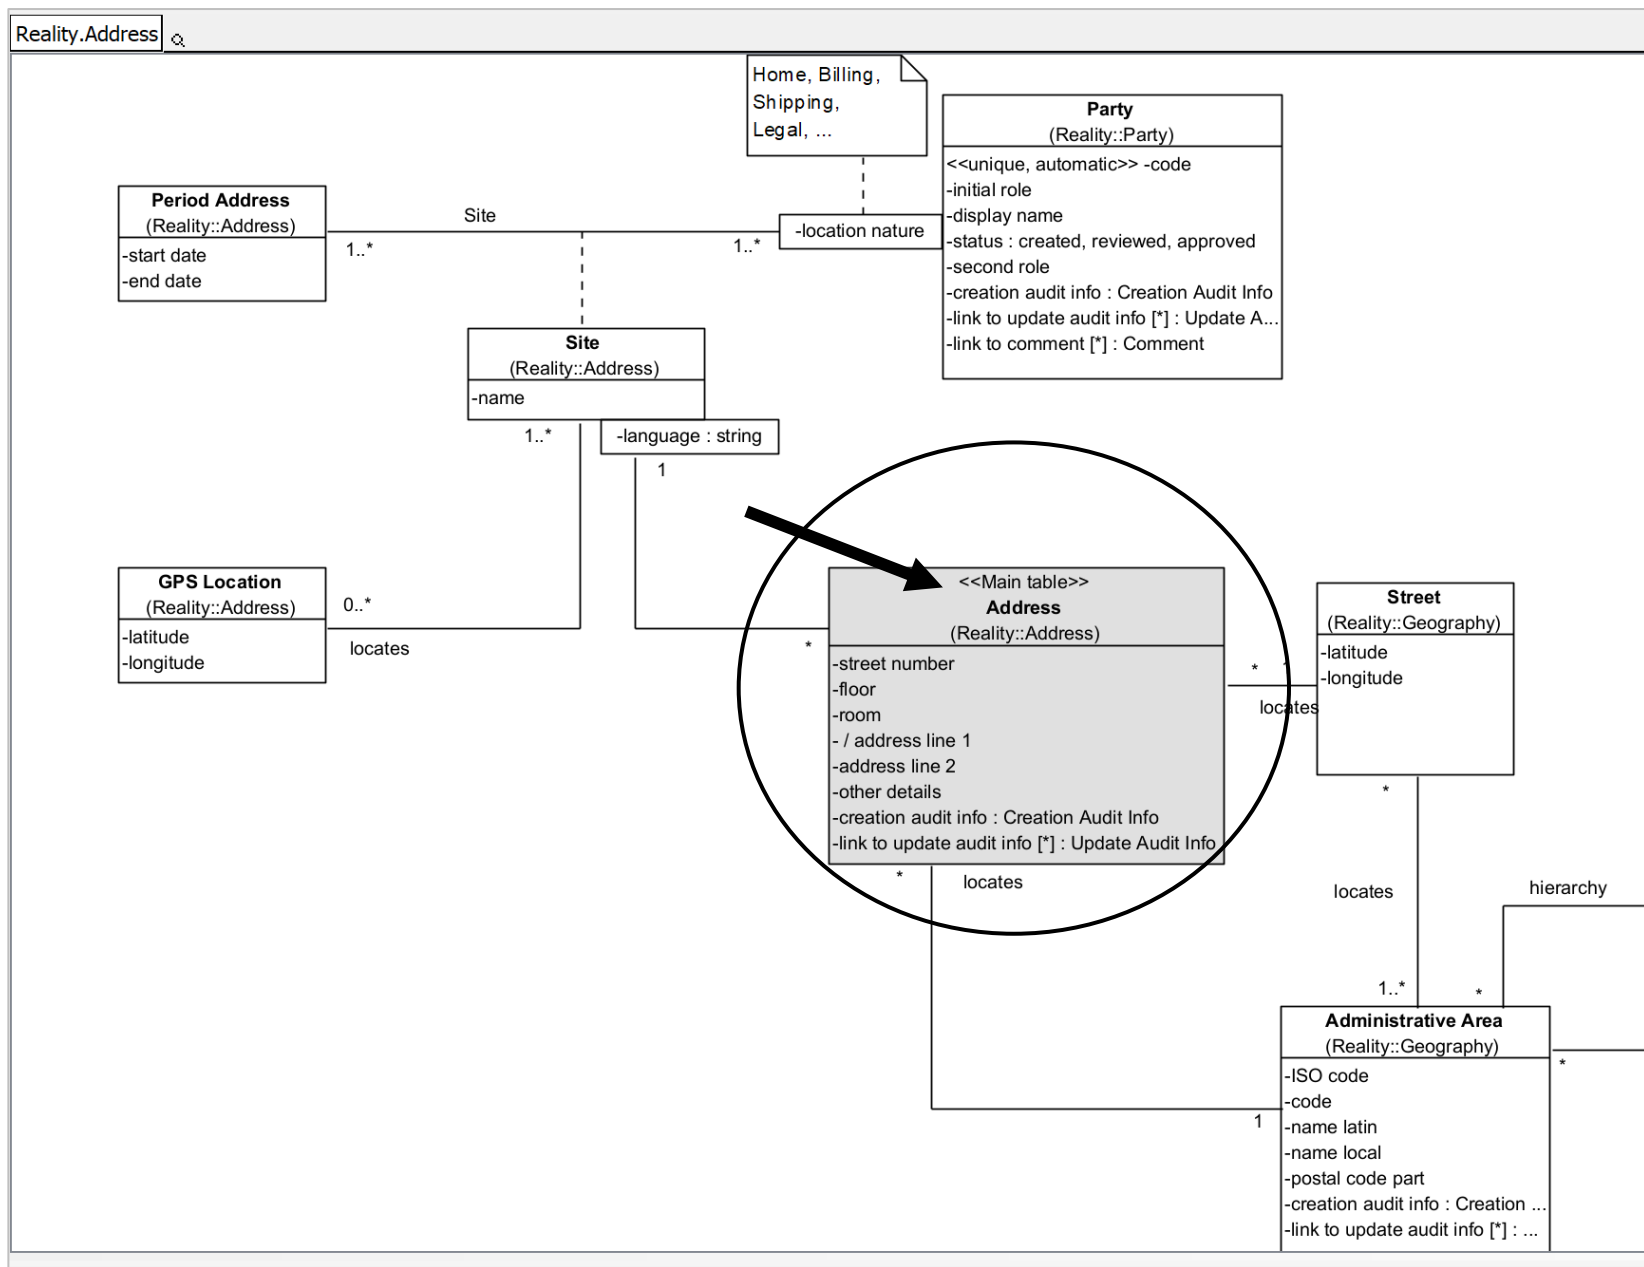 Reality.Address
Home, Billing,
Shipping,
Legal, ...
Party
(Reality::Party)
<<unique, automatic>> -code
-initial role
-display name
-status : created, reviewed, approved
-second role
-creation audit info : Creation Audit Info
-link to update audit info [*] : Update A...
-link to comment [*] : Comment
Period Address
(Reality::Address)
-start date
-end date
Site
1..*
1..*
-location nature
Site
(Reality::Address)
-name
1..*
-language : string
1
GPS Location
(Reality::Address)
-latitude
-longitude
0..*
locates
<<Main table>>
Address
(Reality::Address)
-street number
-floor
-room
- / address line 1
-address line 2
-other details
-creation audit info : Creation Audit Info
-link to update audit info [*] : Update Audit Info
*
*
locates
Street
(Reality::Geography)
-latitude
-longitude
*
locates
*
locates
hierarchy
1..*
*
Administrative Area
(Reality::Geography)
-ISO code
-code
-name latin
-name local
-postal code part
-creation audit info : Creation ...
-link to update audit info [*] : ...
1
*